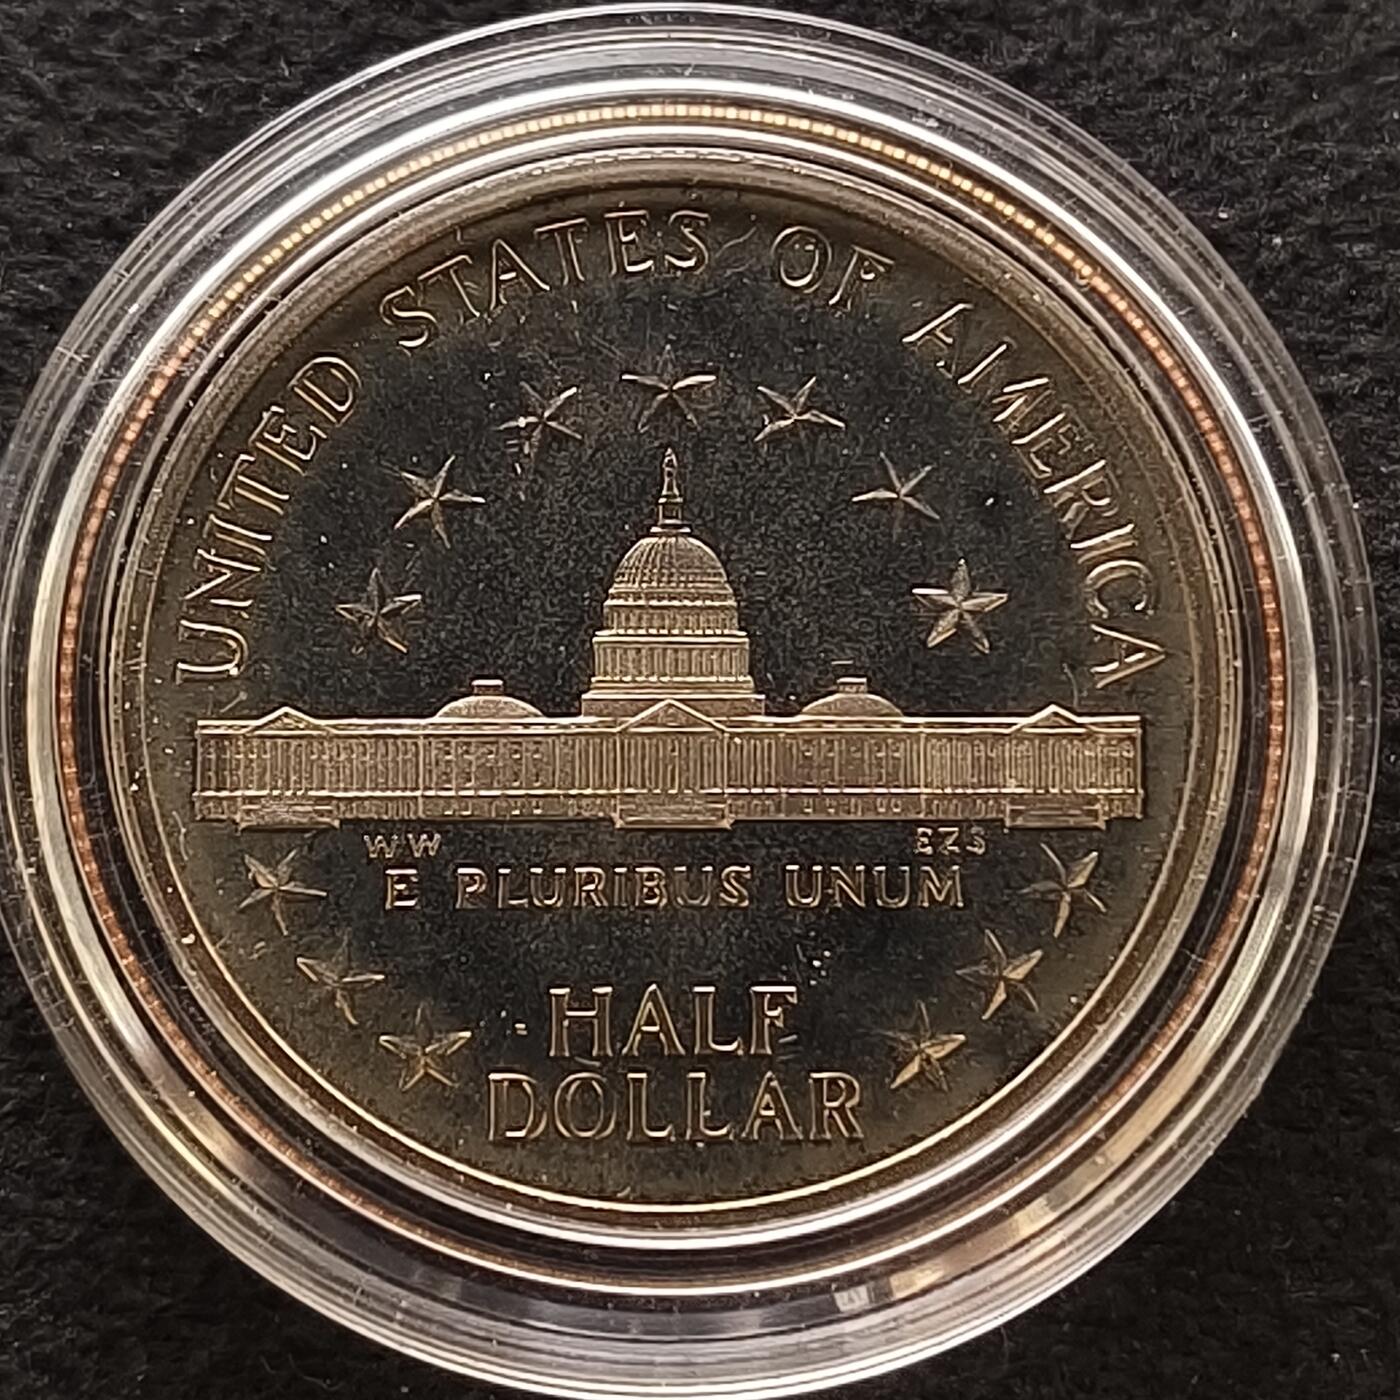 UNITED STATES OF AMERICA
WW EZS
E PLURIBUS UNUM
HALF
DOLLAR